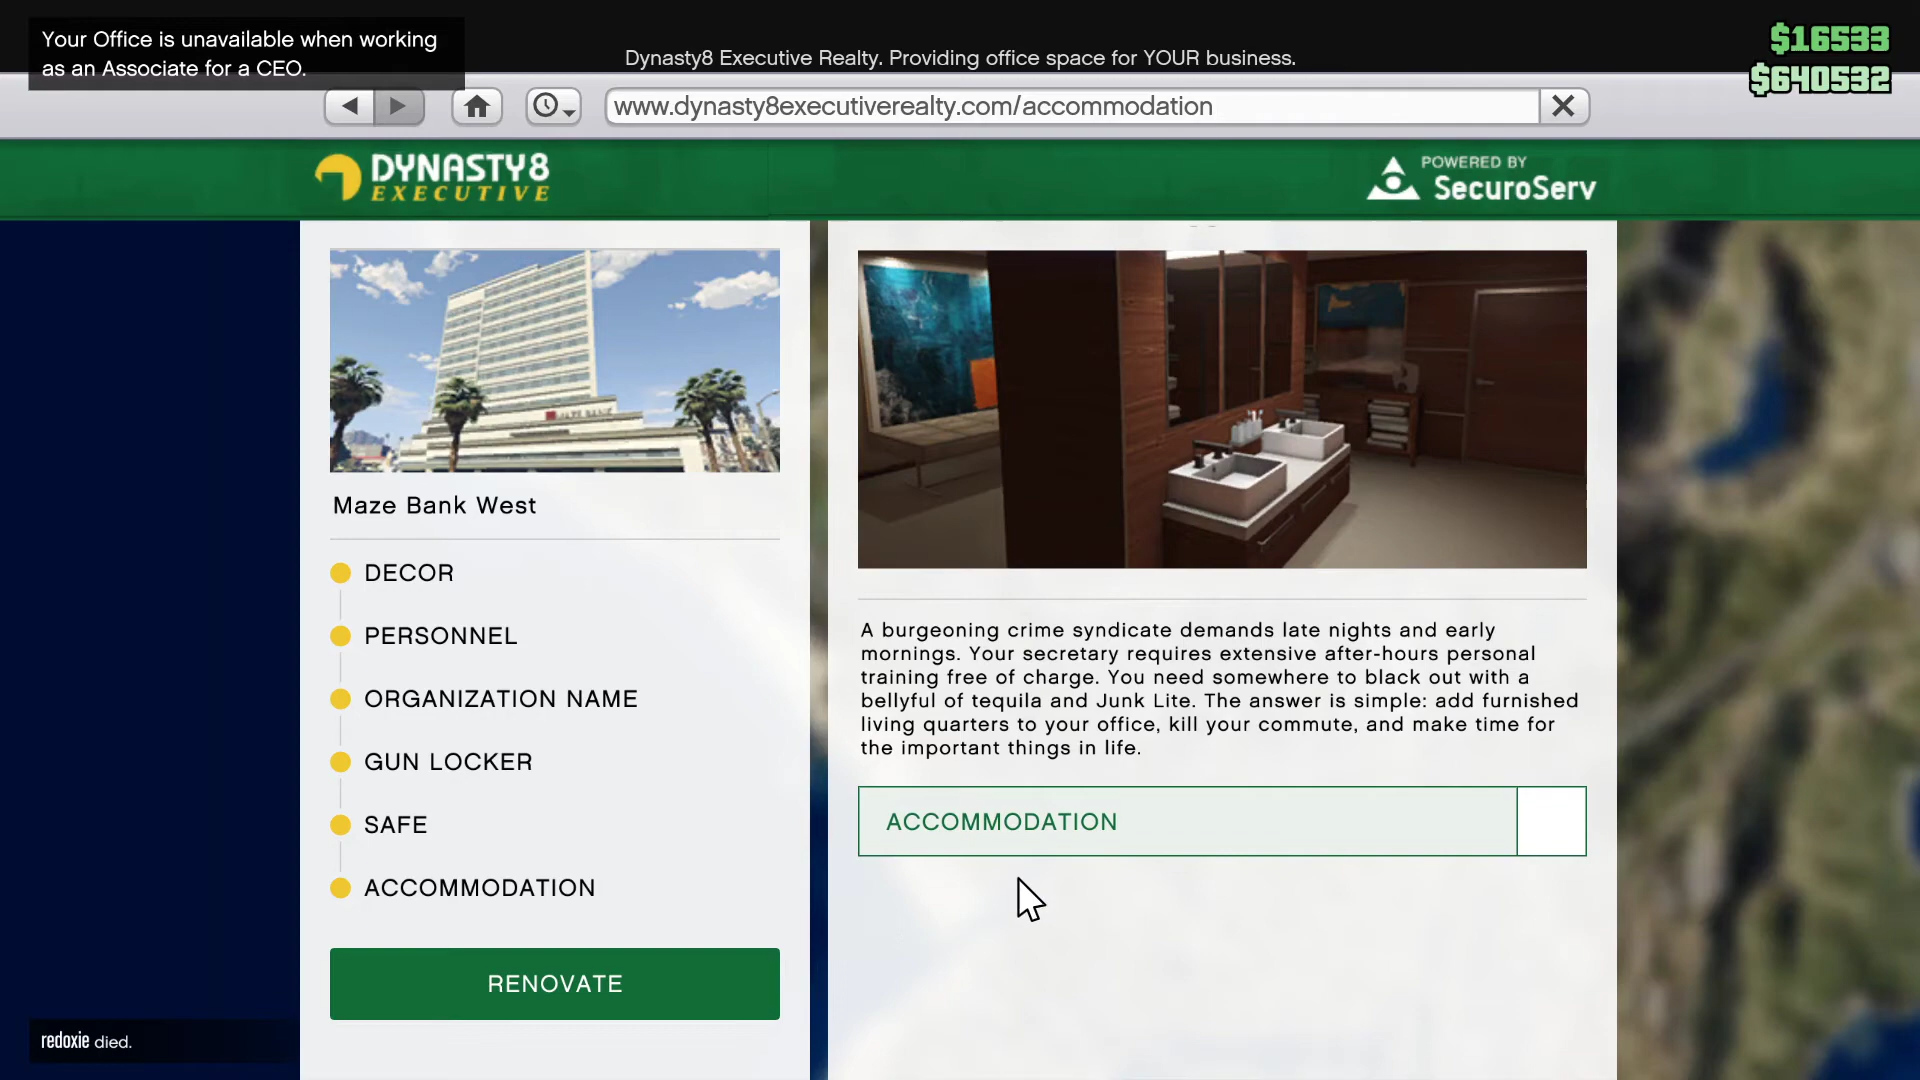 Your Office is unavailable when working
as an Associate for a CEO.
Dynasty8 Executive Realty. Providing office space for YOUR business.
$16533
$640532
www.dynasty8executiverealty.com/accommodation
DYNASTY8
EXECUTIVE
POWERED BY
SecuroServ
MAZE BANK
Maze Bank West
DECOR
PERSONNEL
ORGANIZATION NAME
GUN LOCKER
SAFE
ACCOMMODATION
RENOVATE
A burgeoning crime syndicate demands late nights and early
mornings. Your secretary requires extensive after-hours personal
training free of charge. You need somewhere to black out with a
bellyful of tequila and Junk Lite. The answer is simple: add furnished
living quarters to your office, kill your commute, and make time for
the important things in life.
ACCOMMODATION
redoxie died.